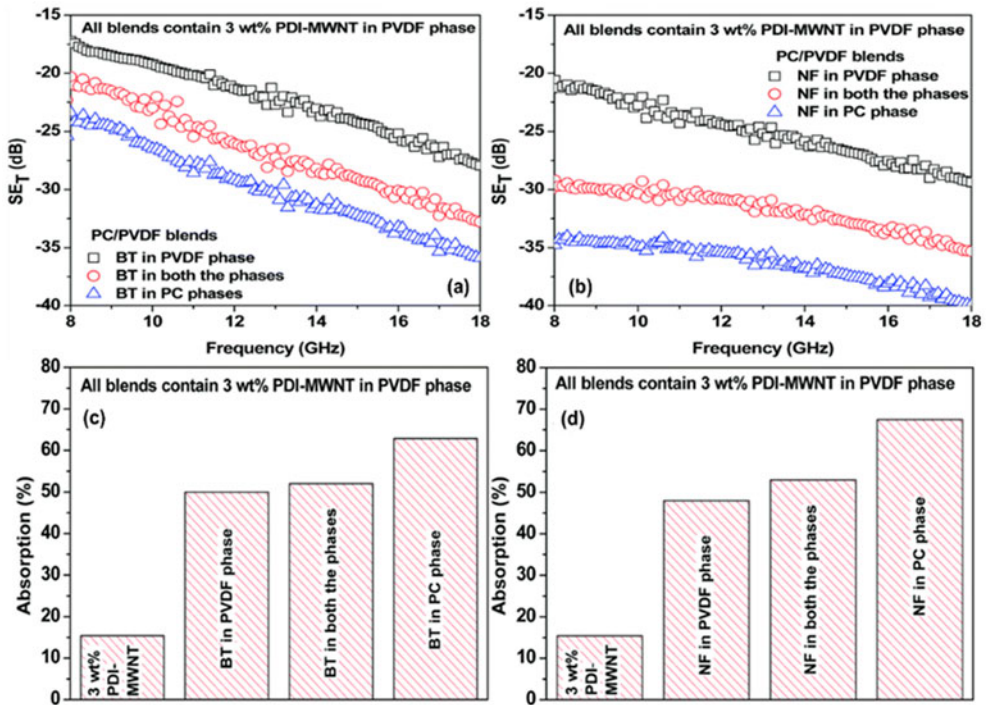 All blends contain 3 wt% PDI-MWNT in PVDF phase
-20
-25
-30
-35
-40
SE_T (dB)
PC/PVDF blends
BT in PVDF phase
BT in both the phases
BT in PC phases
(a)
8 10 12 14 16 18
Frequency (GHz)
All blends contain 3 wt% PDI-MWNT in PVDF phase
PC/PVDF blends
NF in PVDF phase
NF in both the phases
NF in PC phase
-20
-25
-30
-35
-40
SE_T (dB)
(b)
8 10 12 14 16 18
Frequency (GHz)
All blends contain 3 wt% PDI-MWNT in PVDF phase
(c)
80
70
60
50
40
30
20
10
0
Absorption (%)
3 wt%
PDI-
MWNT
BT in PVDF phase
BT in both the phases
BT in PC phase
All blends contain 3 wt% PDI-MWNT in PVDF phase
(d)
80
70
60
50
40
30
20
10
0
Absorption (%)
3 wt%
PDI-
MWNT
NF in PVDF phase
NF in both the phases
NF in PC phase